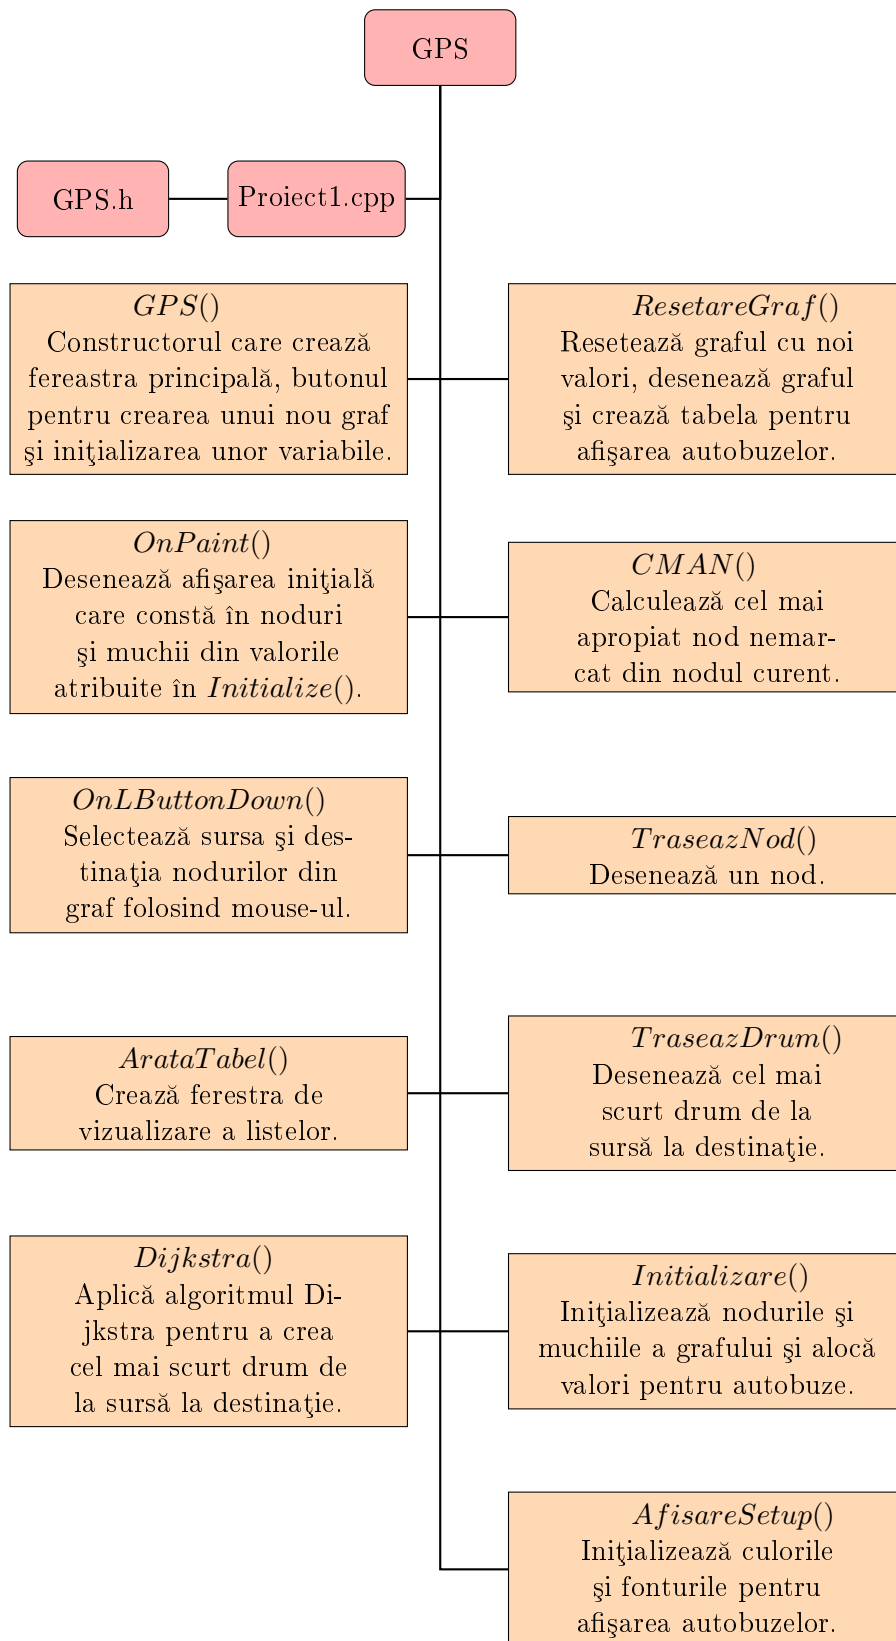 GPS
GPS.h
Proiect1.cpp
GPS()
Constructorul care crează
fereastra principală, butonul
pentru crearea unui nou graf
şi iniţializarea unor variabile.
ResetareGraf()
Resetează graful cu noi
valori, desenează graful
şi crează tabela pentru
afişarea autobuzelor.
OnPaint()
Desenează afişarea iniţială
care constă în noduri
şi muchii din valorile
atribuite în Initialize().
CMAN()
Calculează cel mai
apropiat nod nemar-
cat din nodul curent.
OnLButtonDown()
Selectează sursa şi des-
tinaţia nodurilor din
graf folosind mouse-ul.
TraseazNod()
Desenează un nod.
ArataTabel()
Crează ferestra de
vizualizare a listelor.
TraseazDrum()
Desenează cel mai
scurt drum de la
sursă la destinaţie.
Dijkstra()
Aplică algoritmul Di-
jkstra pentru a crea
cel mai scurt drum de
la sursă la destinaţie.
Initializare()
Iniţializează nodurile şi
muchiile a grafului şi alocă
valori pentru autobuze.
AfisareSetup()
Iniţializează culorile
şi fonturile pentru
afişarea autobuzelor.